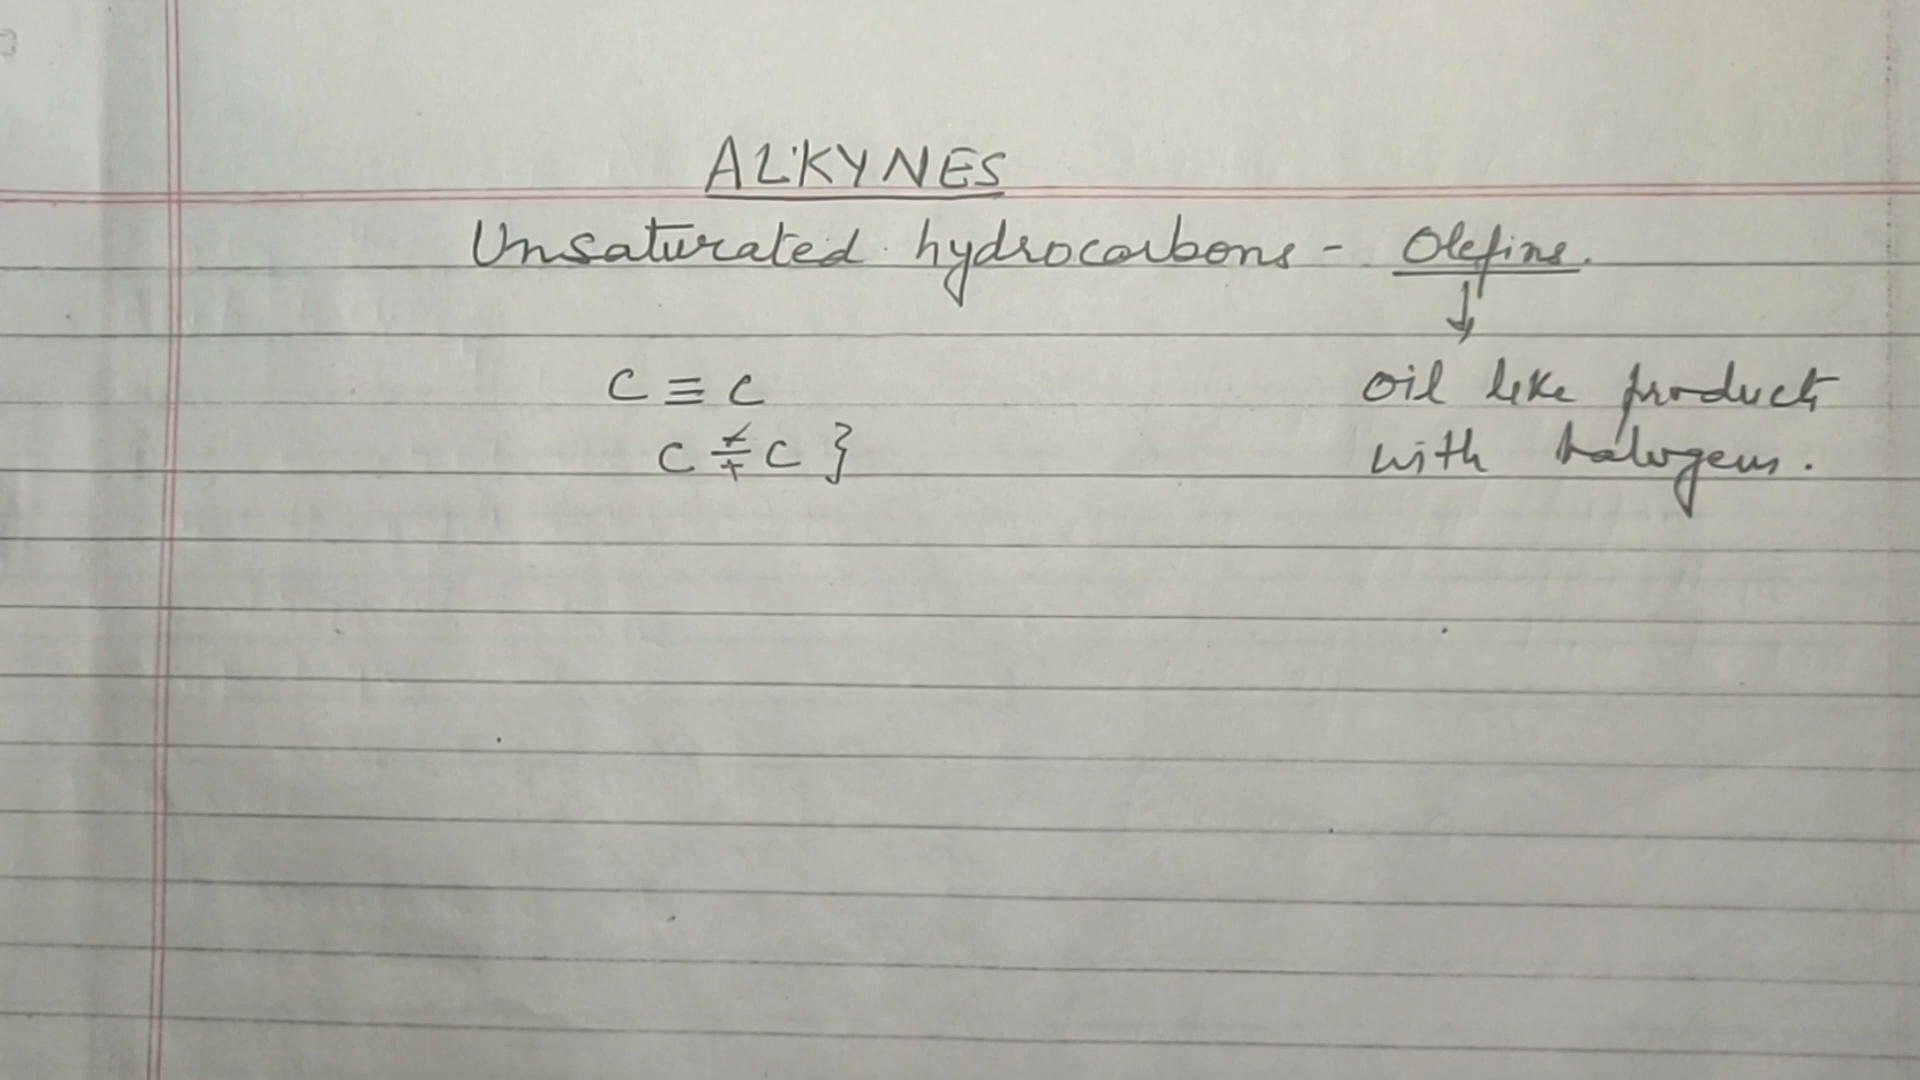 ALKYNES
Unsaturated hydrocarbons - Olefins.
↓
C ≡ C
oil like product
C C }
with halogens.